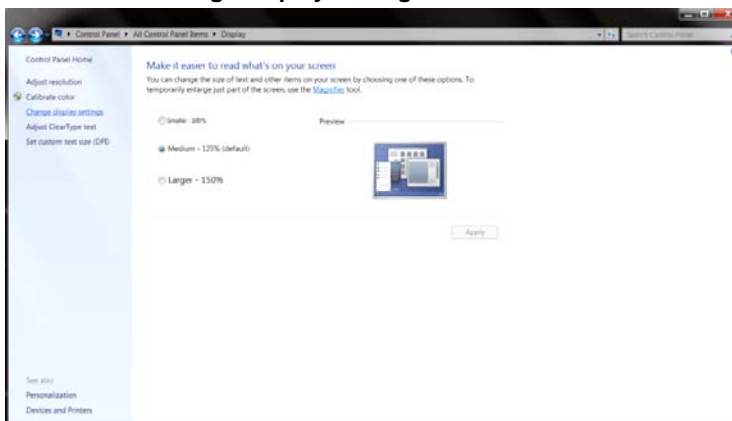 Control Panel ▸ All Control Panel Items ▸ Display
Search Control Panel
Control Panel Home
Adjust resolution
Calibrate color
Change display settings
Adjust ClearType text
Set custom text size (DPI)
See also
Personalization
Devices and Printers
Make it easier to read what's on your screen
You can change the size of text and other items on your screen by choosing one of these options. To
temporarily enlarge just part of the screen, use the Magnifier tool.
Smaller - 100%
Preview
Medium - 125% (default)
Larger - 150%
Apply